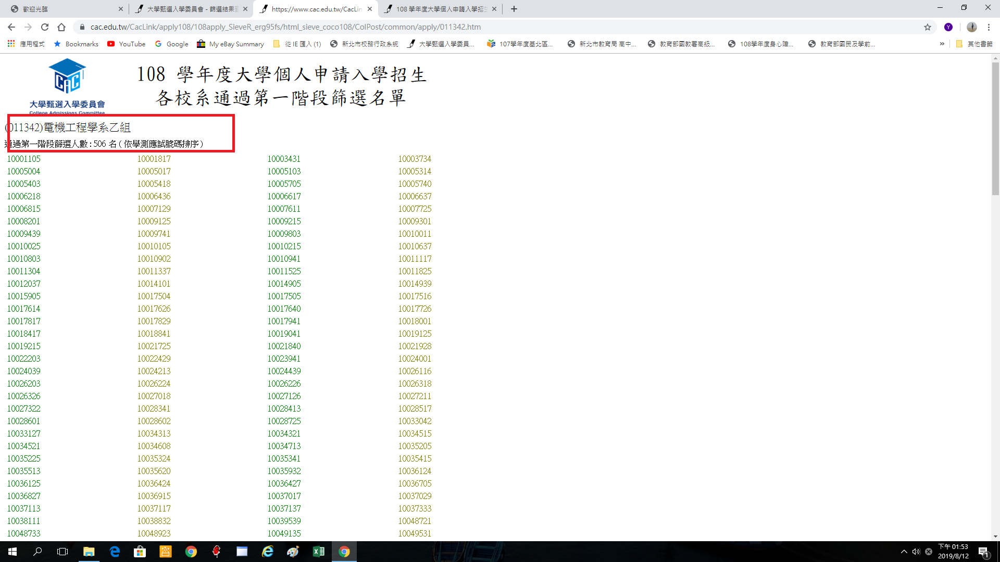 歡迎光臨
大學甄選入學委員會 - 篩選結果
https://www.cac.edu.tw/CacLin
108 學年度大學個人申請入學招
cac.edu.tw/CacLink/apply108/108apply_SieveR_erg95fs/html_sieve_coco108/ColPost/common/apply/011342.htm
Y
應用程式 Bookmarks YouTube Google My eBay Summary 從 IE 匯入 (1) 新北市校務行政系統 大學甄選入學委員... 107學年度基北區... 新北市教育局 高中... 教育部國教署高級... 108學年度身心障... 教育部國民及學前... » 其他書籤
CAC
大學甄選入學委員會
College Admissions Committee
108 學年度大學個人申請入學招生
各校系通過第一階段篩選名單
(011342)電機工程學系乙組
通過第一階段篩選人數 : 506 名 ( 依學測應試號碼排序 )
10001105 10001817 10003431 10003734
10005004 10005017 10005103 10005314
10005403 10005418 10005705 10005740
10006218 10006436 10006617 10006637
10006815 10007129 10007611 10007725
10008201 10009125 10009215 10009301
10009439 10009741 10009803 10010011
10010025 10010105 10010215 10010637
10010803 10010902 10010941 10011117
10011304 10011337 10011525 10011825
10012037 10014101 10014905 10014939
10015905 10017504 10017505 10017516
10017614 10017626 10017640 10017726
10017817 10017829 10017941 10018001
10018417 10018841 10019041 10019125
10019215 10021725 10021840 10021928
10022203 10022429 10023941 10024001
10024039 10024213 10024439 10026116
10026203 10026224 10026226 10026318
10026326 10027018 10027126 10027211
10027322 10028341 10028413 10028517
10028601 10028602 10028725 10033042
10033127 10034313 10034321 10034515
10034521 10034608 10034713 10035205
10035225 10035324 10035341 10035415
10035513 10035620 10035932 10036124
10036125 10036424 10036427 10036705
10036827 10036915 10037017 10037029
10037113 10037117 10037137 10037333
10038111 10038832 10039539 10048721
10048733 10048923 10049135 10049531
下午 01:53
2019/8/12
1